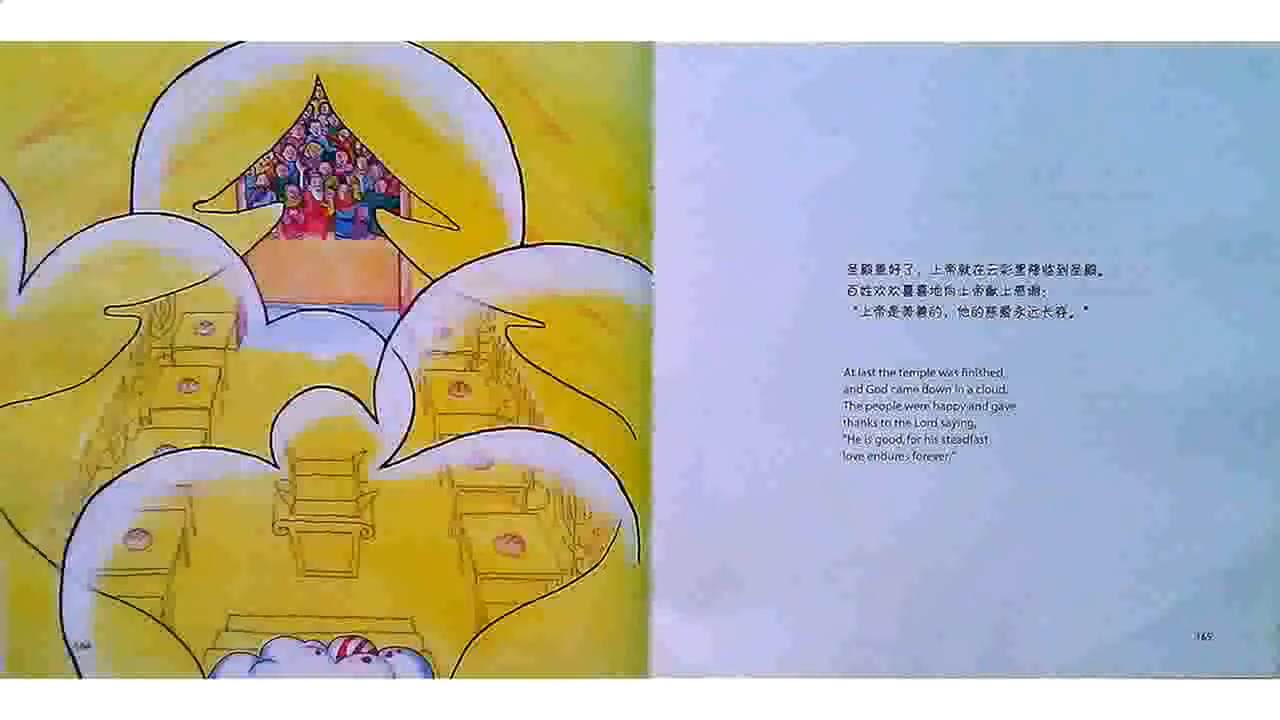 圣殿盖好了，上帝就在云彩里降临到圣殿。
百姓欢欢喜喜地向上帝献上感谢：
“上帝是美善的，他的慈爱永远长存。”
At last the temple was finished,
and God came down in a cloud.
The people were happy and gave
thanks to the Lord saying,
"He is good, for his steadfast
love endures forever."
164
165